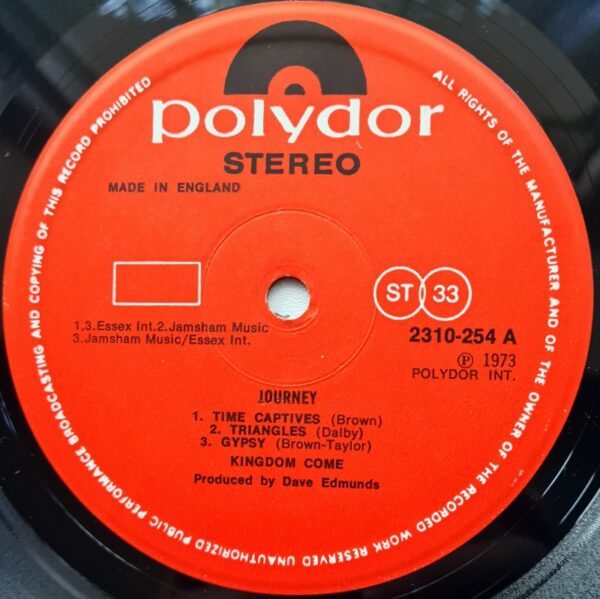 polydor
STEREO
MADE IN ENGLAND
ST 33
1,3.Essex Int.2.Jamsham Music
3.Jamsham Music/Essex Int.
2310-254 A
Ⓟ 1973
POLYDOR INT.
JOURNEY
1. TIME CAPTIVES (Brown)
2. TRIANGLES (Dalby)
3. GYPSY (Brown-Taylor)
KINGDOM COME
Produced by Dave Edmunds
ALL RIGHTS OF THE MANUFACTURER AND OF THE OWNER OF THE RECORDED WORK RESERVED UNAUTHORIZED PUBLIC PERFORMANCE BROADCASTING AND COPYING OF THIS RECORD PROHIBITED